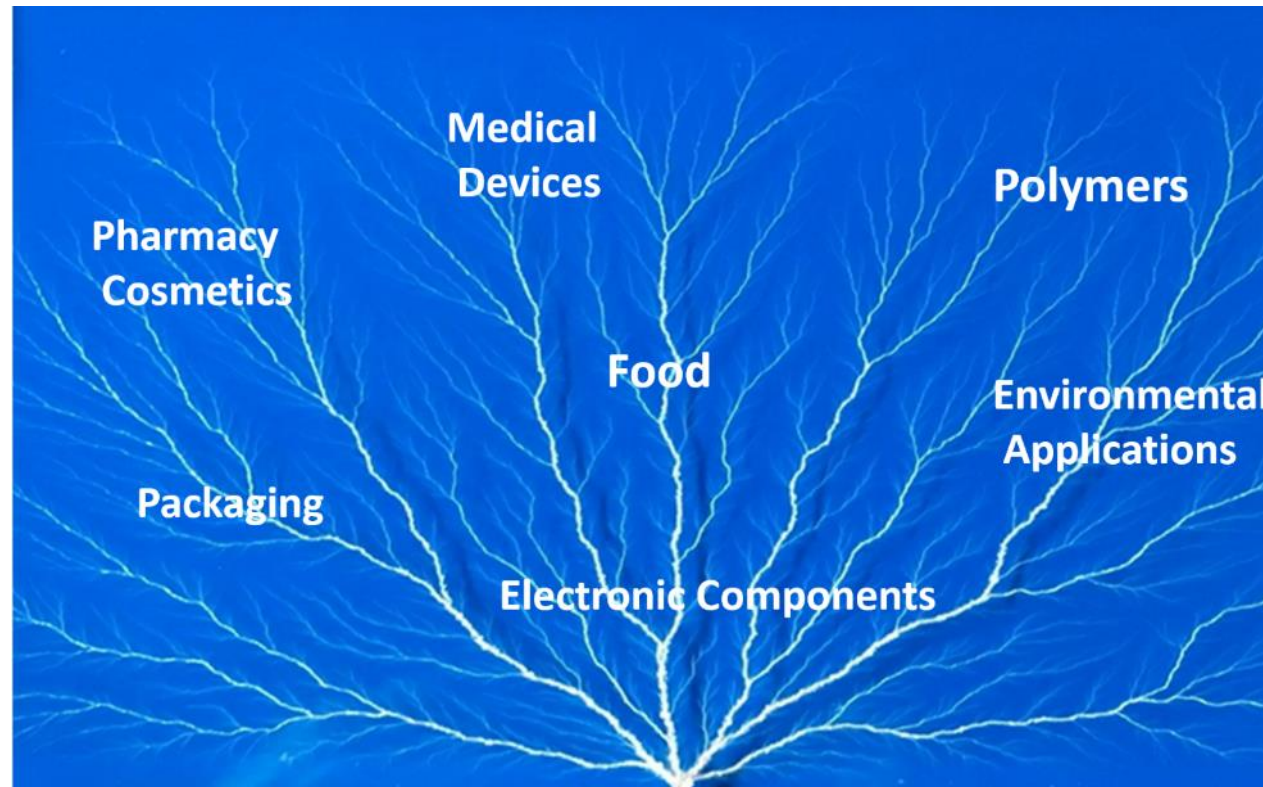 Medical
Devices
Polymers
Pharmacy
Cosmetics
Food
Environmental
Applications
Packaging
Electronic Components